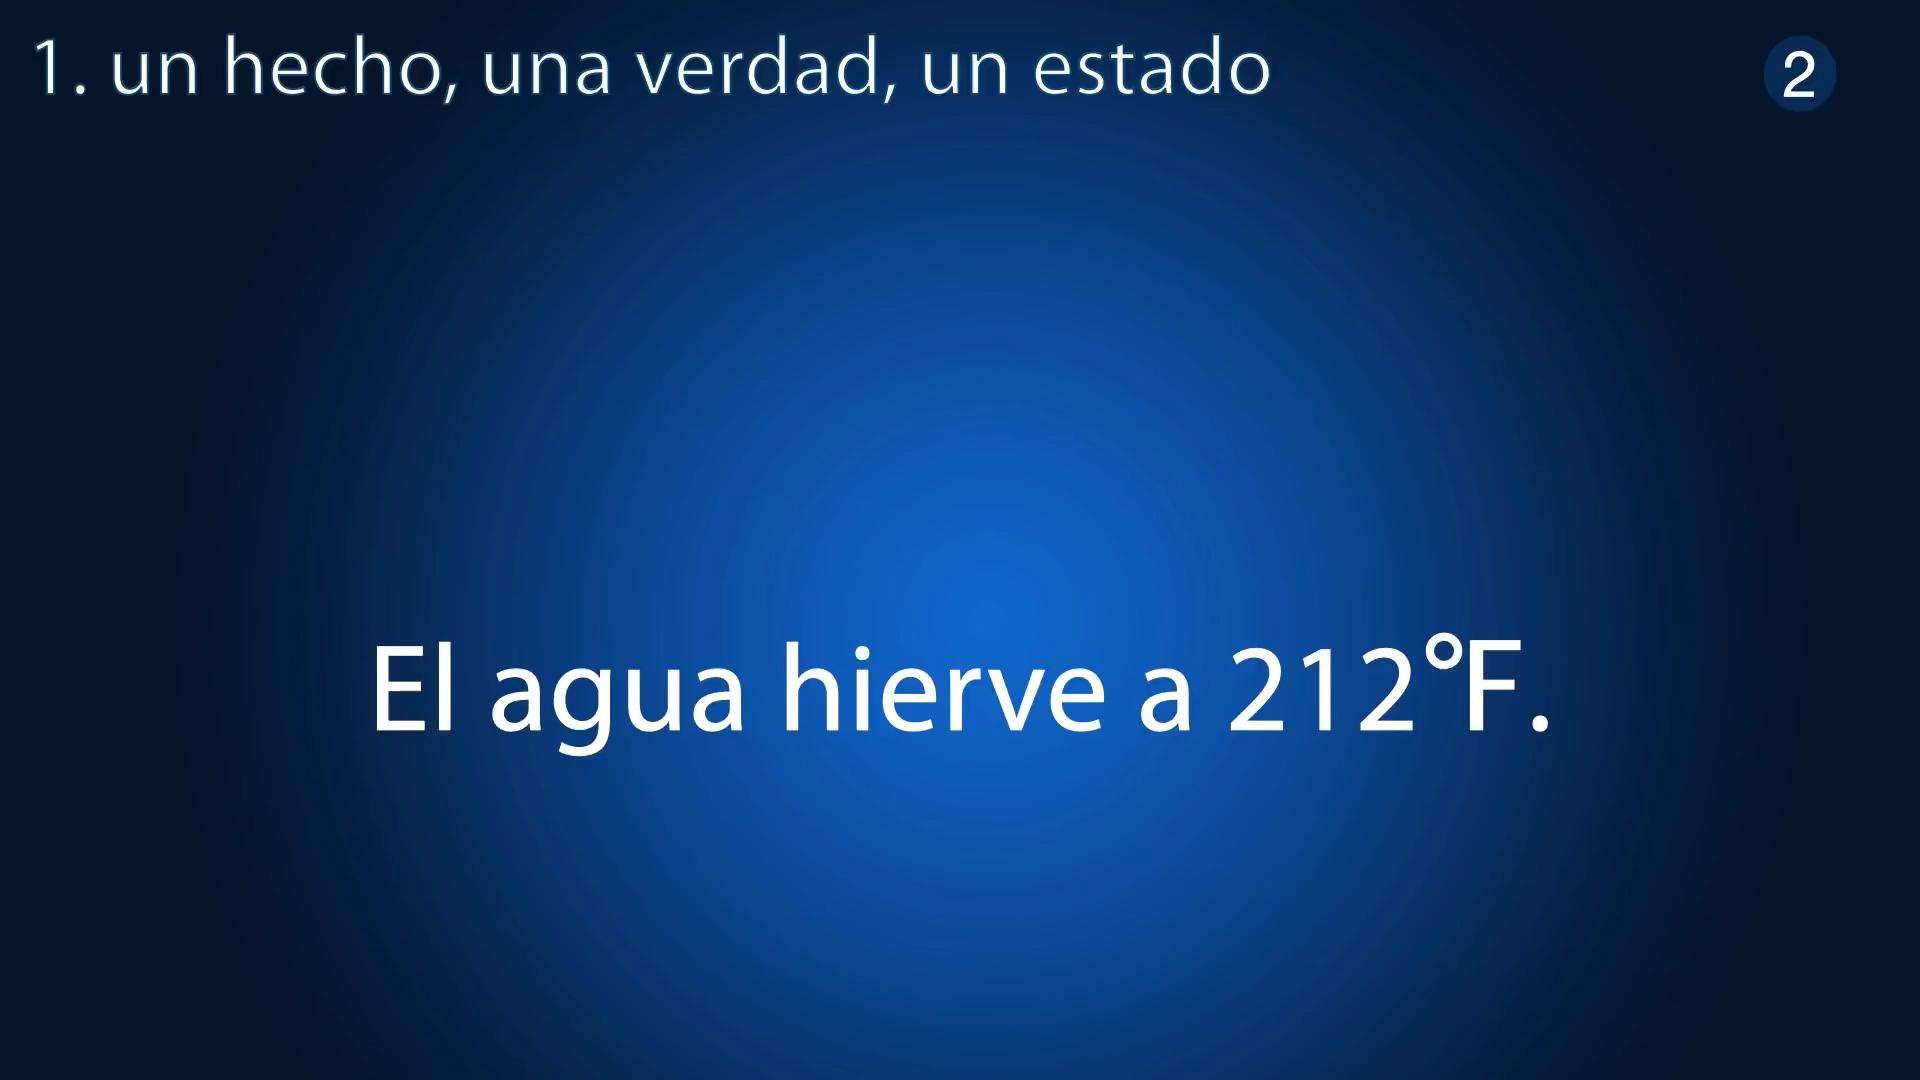 1. un hecho, una verdad, un estado
2
El agua hierve a 212°F.